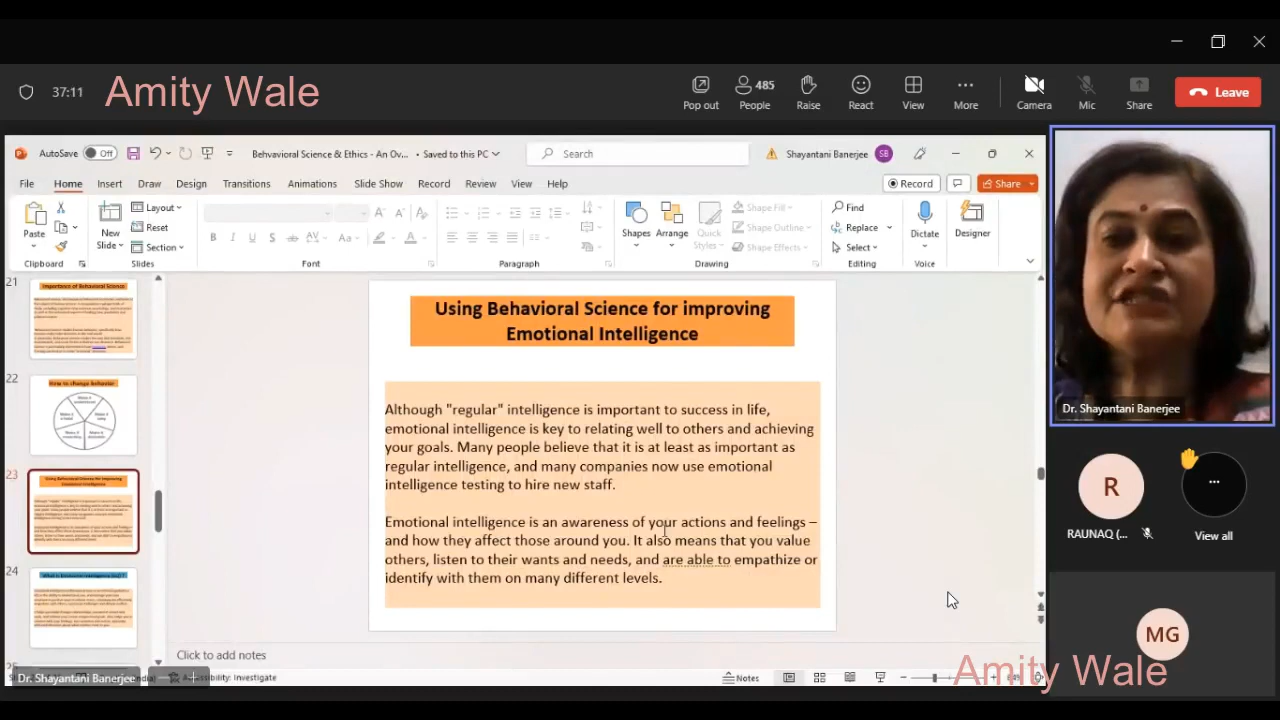 37:11
Amity Wale
Pop out
485
People
Raise
React
View
More
Camera
Mic
Share
Leave
AutoSave
Off
Behvavioral Science & Ethics - An Ov... • Saved to this PC
Search
Shayantani Banerjee
SB
File
Home
Insert
Draw
Design
Transitions
Animations
Slide Show
Record
Review
View
Help
Record
Share
Paste
New
Slide
Layout
Reset
Section
Shapes
Arrange
Quick
Styles
Shape Fill
Shape Outline
Shape Effects
Find
Replace
Select
Dictate
Designer
Clipboard
Slides
Font
Paragraph
Drawing
Editing
Voice
21
Importance of Behavioral Science
22
How to change Behavior
23
Using Behavioral Science for improving
Emotional Intelligence
24
Using Behavioral Science for improving
Emotional Intelligence
Although "regular" intelligence is important to success in life,
emotional intelligence is key to relating well to others and achieving
your goals. Many people believe that it is at least as important as
regular intelligence, and many companies now use emotional
intelligence testing to hire new staff.
Emotional intelligence is an awareness of your actions and feelings –
and how they affect those around you. It also means that you value
others, listen to their wants and needs, and are able to empathize or
identify with them on many different levels.
Click to add notes
Dr. Shayantani Banerjee
Accessibility: Investigate
Notes
Dr. Shayantani Banerjee
R
RAUNAQ (...
View all
MG
Amity Wale